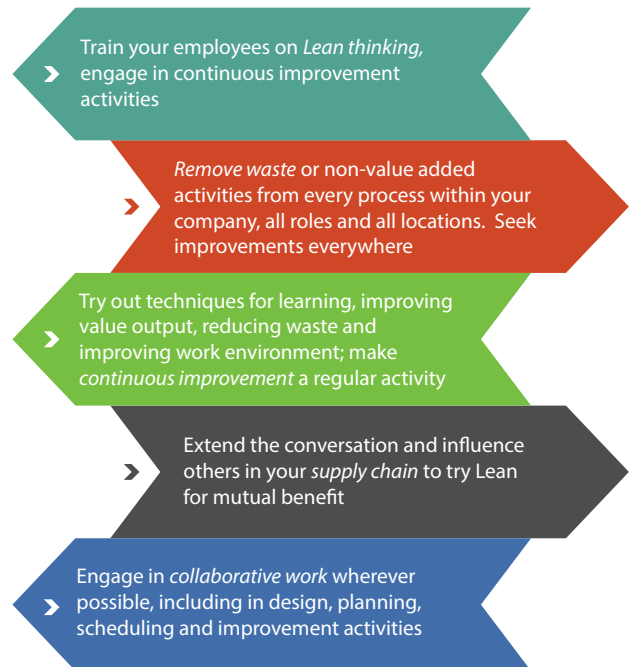 Train your employees on Lean thinking,
engage in continuous improvement
activities
Remove waste or non-value added
activities from every process within your
company, all roles and all locations.  Seek
improvements everywhere
Try out techniques for learning, improving
value output, reducing waste and
improving work environment; make
continuous improvement a regular activity
Extend the conversation and influence
others in your supply chain to try Lean
for mutual benefit
Engage in collaborative work wherever
possible, including in design, planning,
scheduling and improvement activities